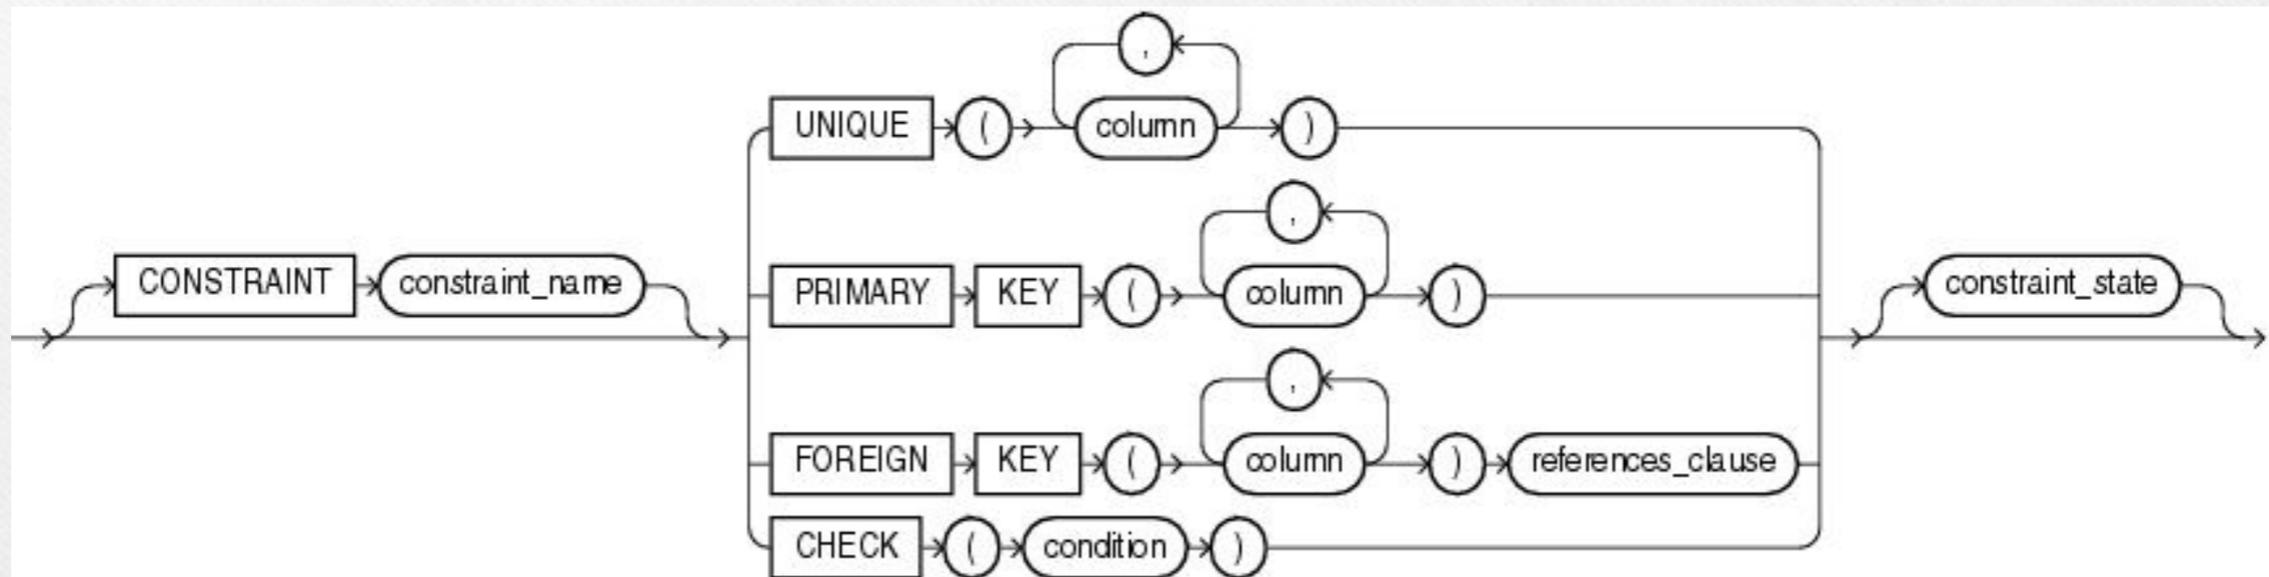 ,
UNIQUE ( column )
,
CONSTRAINT constraint_name PRIMARY KEY ( column ) constraint_state
,
FOREIGN KEY ( column ) references_clause
CHECK ( condition )